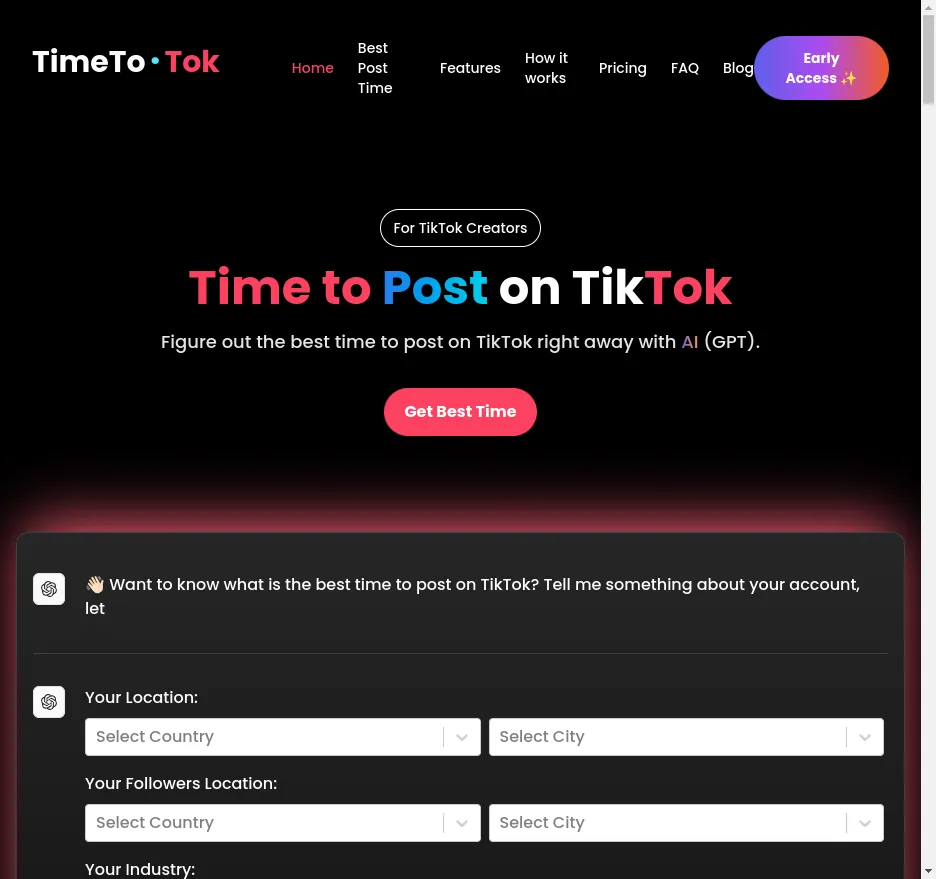 TimeTo·Tok
Home
Best
Post
Time
Features
How it
works
Pricing
FAQ
Blog
Early
Access ✨
For TikTok Creators
Time to Post on TikTok
Figure out the best time to post on TikTok right away with AI (GPT).
Get Best Time
👋🏻 Want to know what is the best time to post on TikTok? Tell me something about your account,
let
Your Location:
Select Country
Select City
Your Followers Location:
Select Country
Select City
Your Industry: